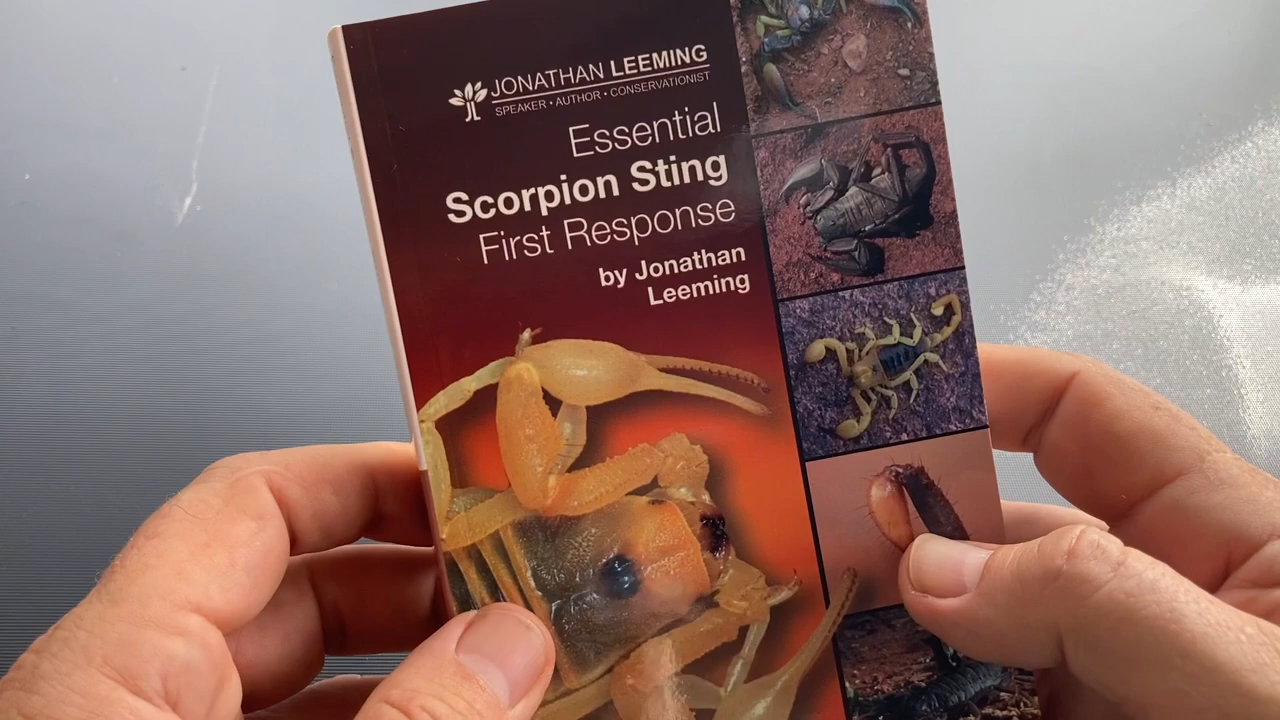 JONATHAN LEEMING
SPEAKER • AUTHOR • CONSERVATIONIST
Essential
Scorpion Sting
First Response
by Jonathan
Leeming